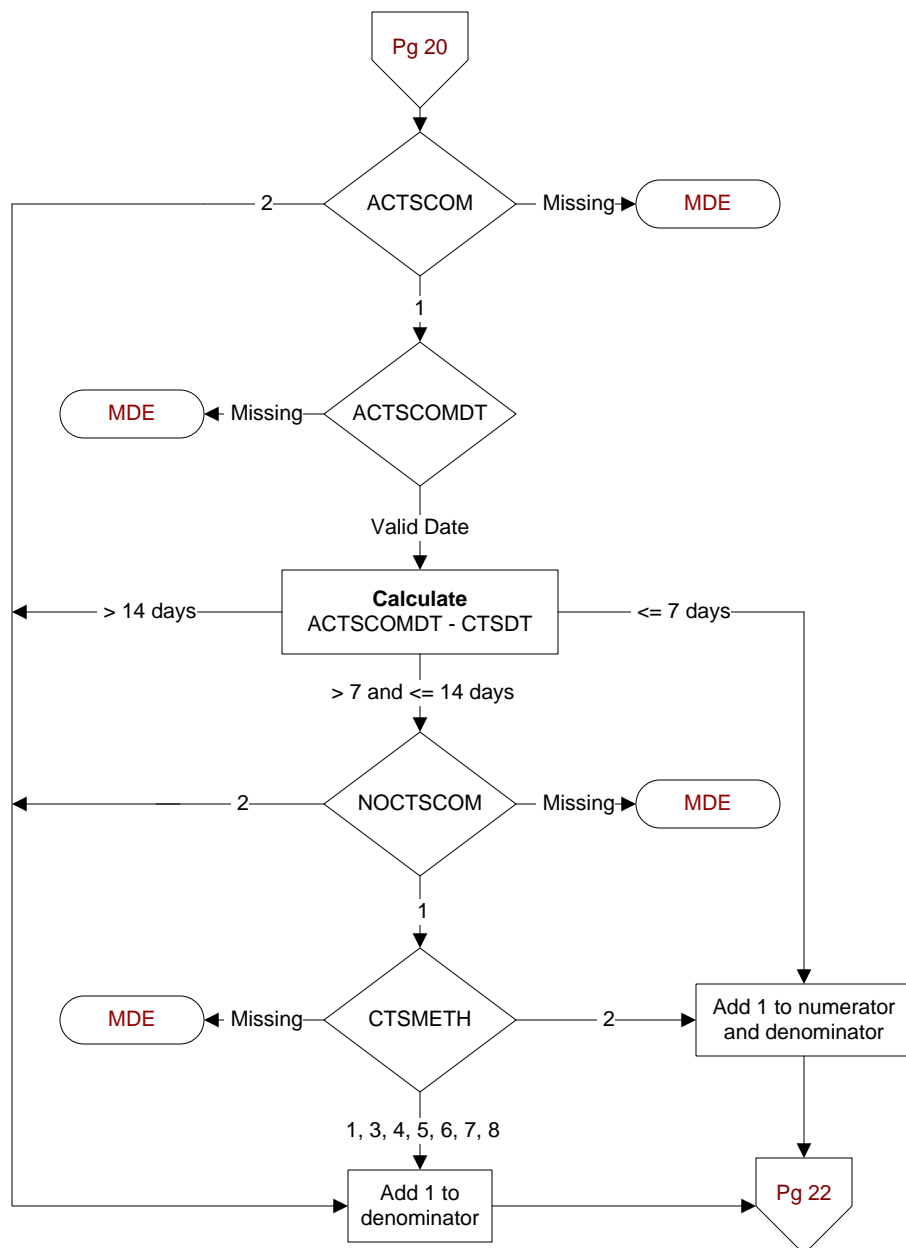 Pg 20
2
ACTSCOM
Missing
MDE
1
MDE
Missing
ACTSCOMDT
Valid Date
> 14 days
Calculate
ACTSCOMDT - CTSDT
<= 7 days
> 7 and <= 14 days
2
NOCTSCOM
Missing
MDE
1
MDE
Missing
CTSMETH
2
Add 1 to numerator
and denominator
1, 3, 4, 5, 6, 7, 8
Add 1 to
denominator
Pg 22